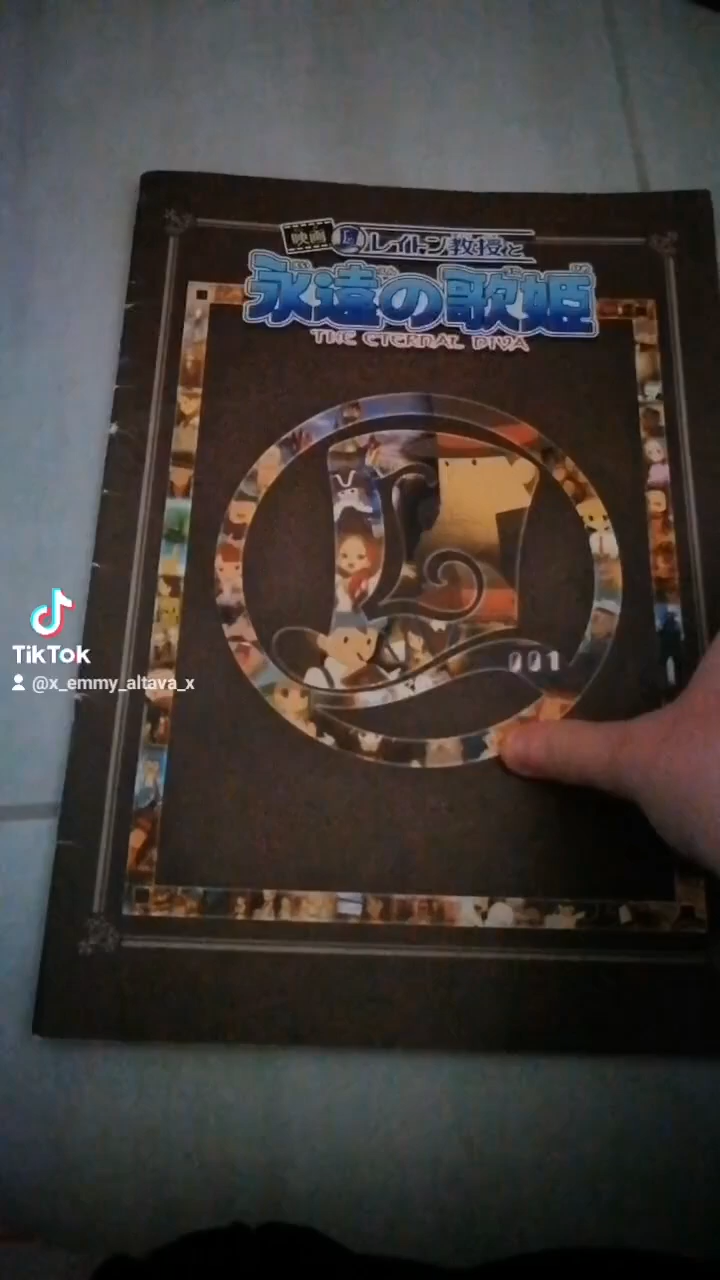 映画 L レイトン教授と
永遠の歌姫
THE ETERNAL DIVA
L
001
TikTok
@x_emmy_altava_x